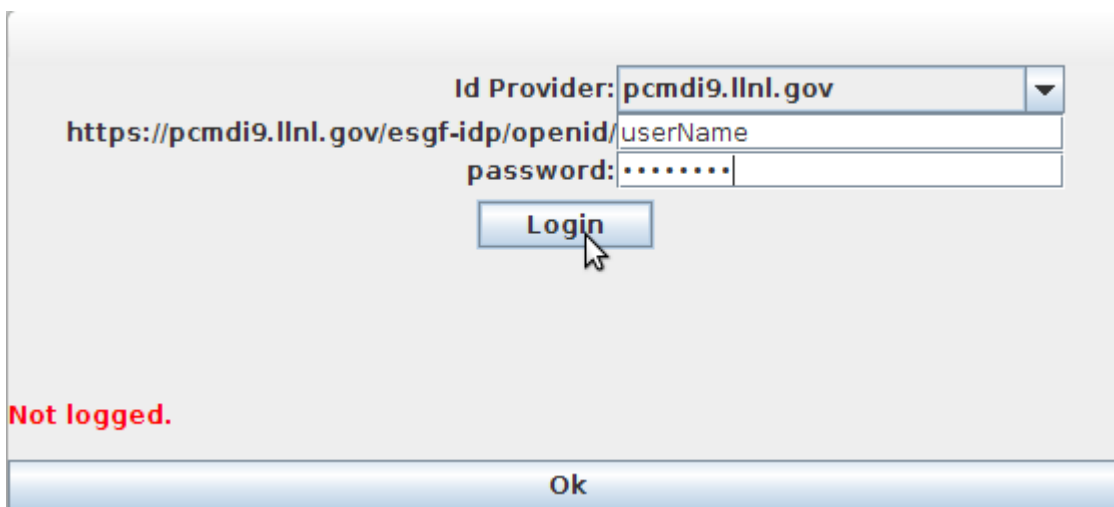 Id Provider: pcmdi9.llnl.gov
https://pcmdi9.llnl.gov/esgf-idp/openid/userName
password: ••••••••
Login
Not logged.
Ok